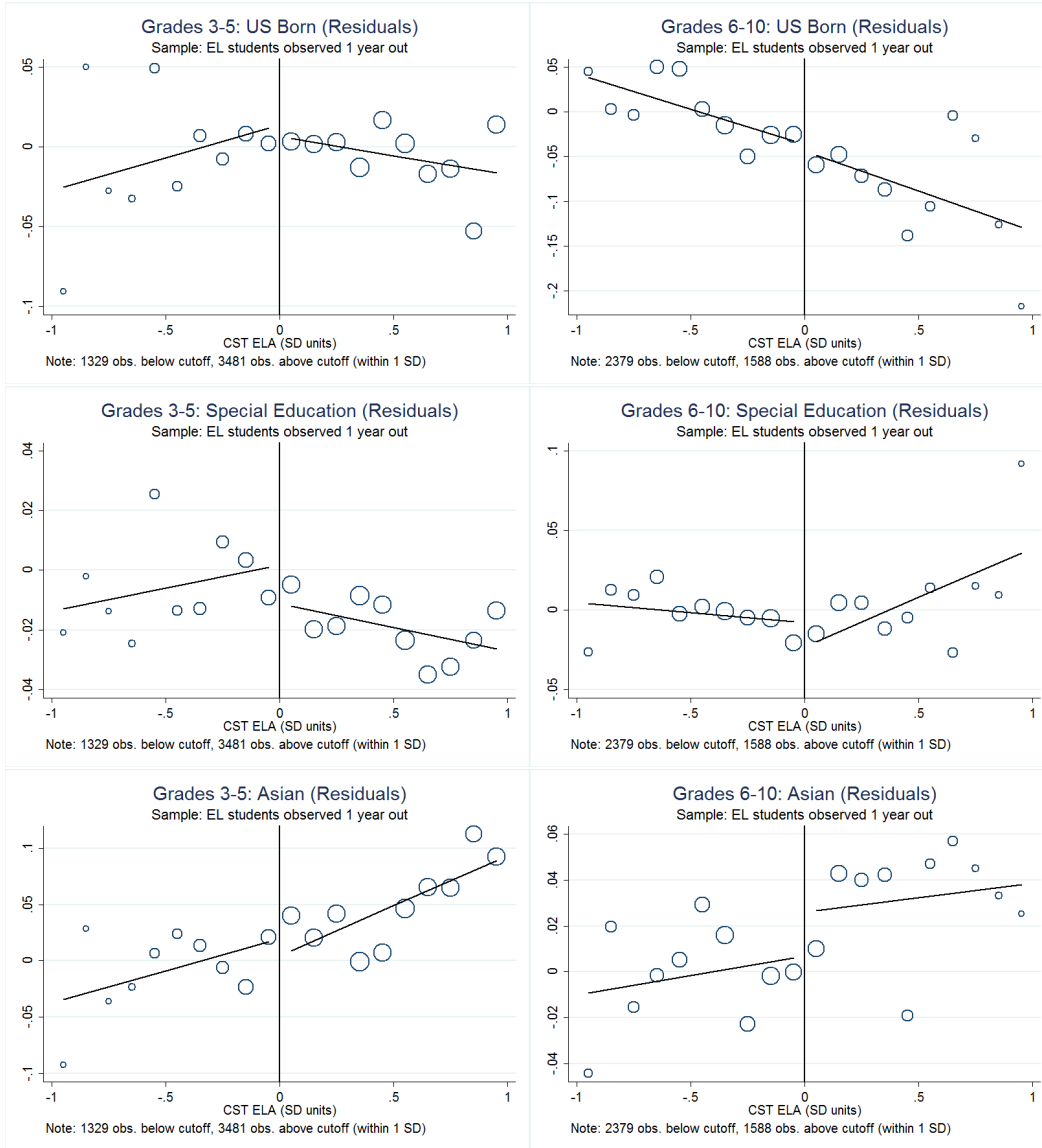 Grades 3-5: US Born (Residuals)
Sample: EL students observed 1 year out
.05
0
-.05
-.1
-1
-.5
0
.5
1
CST ELA (SD units)
Note: 1329 obs. below cutoff, 3481 obs. above cutoff (within 1 SD)
Grades 6-10: US Born (Residuals)
Sample: EL students observed 1 year out
.05
0
-.05
-.1
-.15
-.2
-1
-.5
0
.5
1
CST ELA (SD units)
Note: 2379 obs. below cutoff, 1588 obs. above cutoff (within 1 SD)
Grades 3-5: Special Education (Residuals)
Sample: EL students observed 1 year out
.04
.02
0
-.02
-.04
-1
-.5
0
.5
1
CST ELA (SD units)
Note: 1329 obs. below cutoff, 3481 obs. above cutoff (within 1 SD)
Grades 6-10: Special Education (Residuals)
Sample: EL students observed 1 year out
.1
.05
0
-.05
-1
-.5
0
.5
1
CST ELA (SD units)
Note: 2379 obs. below cutoff, 1588 obs. above cutoff (within 1 SD)
Grades 3-5: Asian (Residuals)
Sample: EL students observed 1 year out
.1
.05
0
-.05
-.1
-1
-.5
0
.5
1
CST ELA (SD units)
Note: 1329 obs. below cutoff, 3481 obs. above cutoff (within 1 SD)
Grades 6-10: Asian (Residuals)
Sample: EL students observed 1 year out
.06
.04
.02
0
-.02
-.04
-1
-.5
0
.5
1
CST ELA (SD units)
Note: 2379 obs. below cutoff, 1588 obs. above cutoff (within 1 SD)